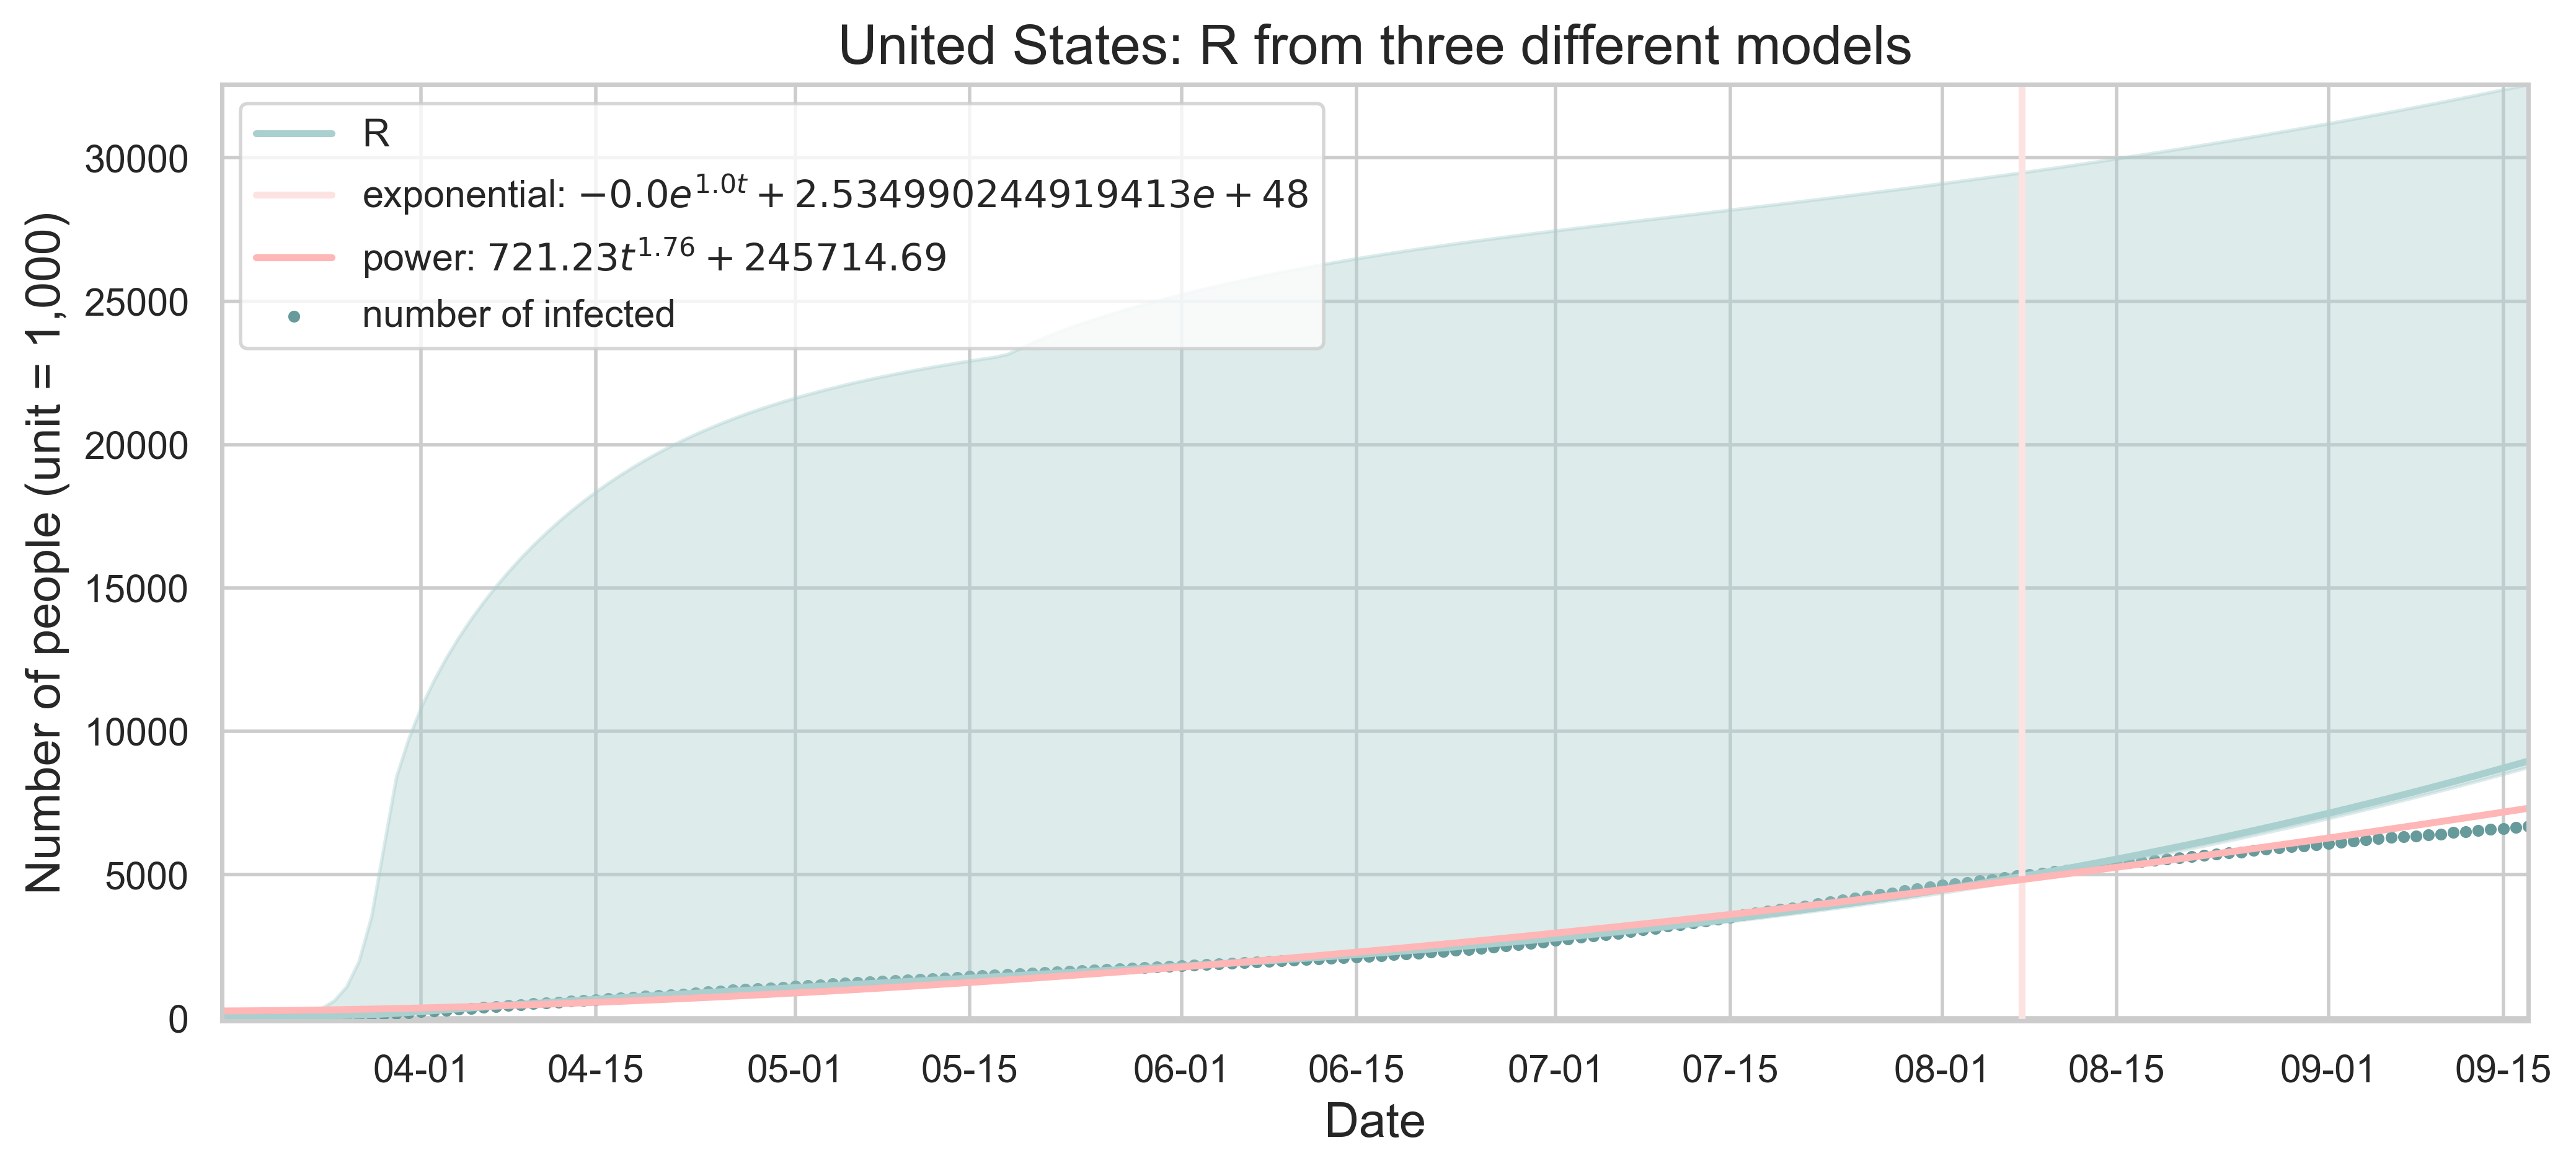 United States: R from three different models
Number of people (unit = 1,000)
30000
25000
20000
15000
10000
5000
0
R
exponential: −0.0e^{1.0t} + 2.534990244919413e + 48
power: 721.23t^{1.76} + 245714.69
number of infected
04-01 04-15 05-01 05-15 06-01 06-15 07-01 07-15 08-01 08-15 09-01 09-15
Date